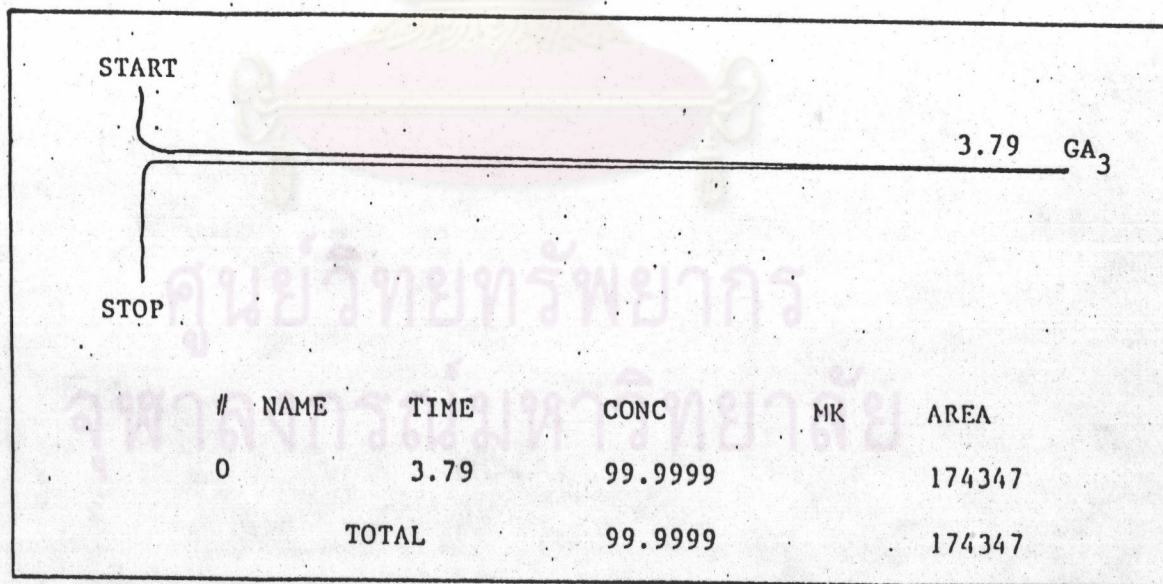 START
3.79 GA3
STOP
ศูนย์วิทยทรัพยากร
จุฬาลงกรณ์มหาวิทยาลัย
# NAME TIME CONC MK AREA
0 3.79 99.9999 174347
TOTAL 99.9999 174347